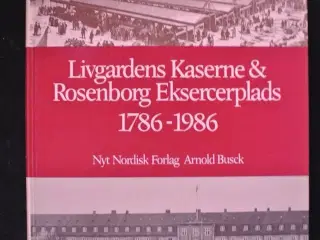 Livgardens Kaserne &
Rosenborg Eksercerplads
1786-1986
Nyt Nordisk Forlag Arnold Busck